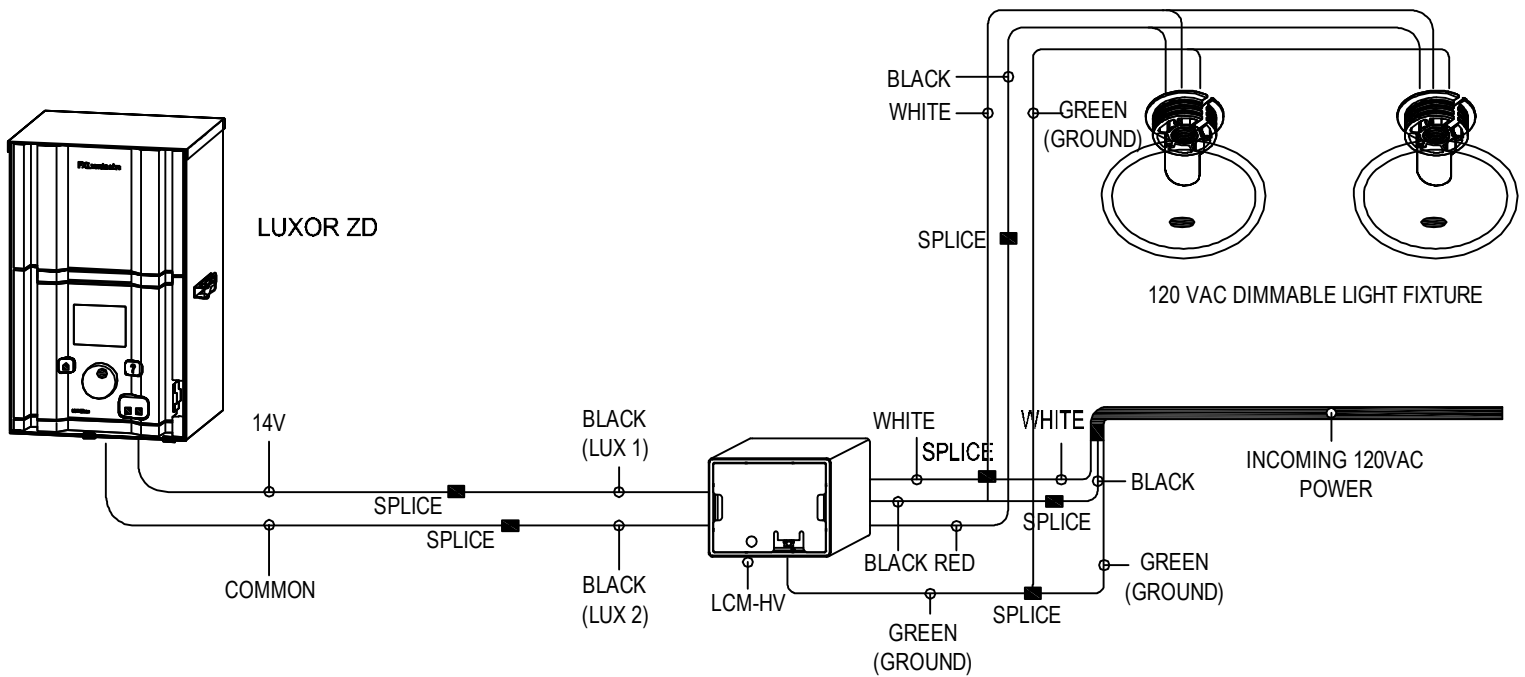 BLACK
WHITE
GREEN
(GROUND)
LUXOR ZD
SPLICE
120 VAC DIMMABLE LIGHT FIXTURE
14V
BLACK
(LUX 1)
WHITE
WHITE
SPLICE
INCOMING 120VAC
POWER
BLACK
SPLICE
SPLICE
SPLICE
BLACK RED
GREEN
(GROUND)
COMMON
BLACK
(LUX 2)
LCM-HV
SPLICE
GREEN
(GROUND)
?